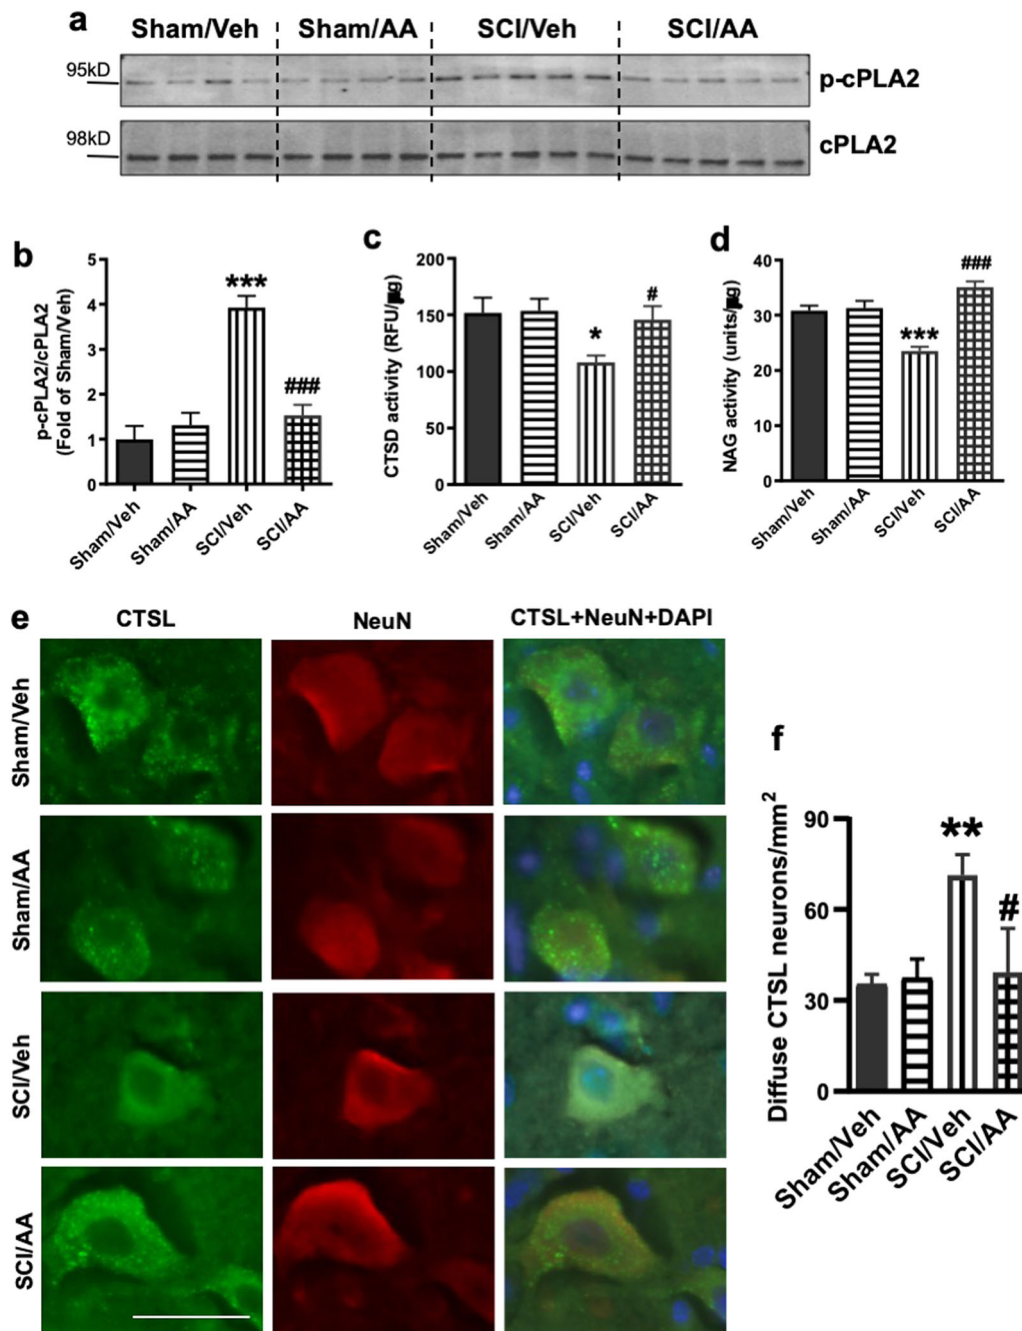 a
Sham/Veh Sham/AA SCI/Veh SCI/AA
95kD
p-cPLA2
98kD
cPLA2
b
p-cPLA2/cPLA2
(Fold of Sham/Veh)
5
4
3
2
1
0
***
###
Sham/Veh Sham/AA SCI/Veh SCI/AA
c
CTSD activity (RFU/µg)
200
150
100
50
0
*
#
Sham/Veh Sham/AA SCI/Veh SCI/AA
d
NAG activity (units/µg)
40
30
20
10
0
***
###
Sham/Veh Sham/AA SCI/Veh SCI/AA
e
CTSL NeuN CTSL+NeuN+DAPI
Sham/Veh
Sham/AA
SCI/Veh
SCI/AA
f
Diffuse CTSL neurons/mm²
90
60
30
0
**
#
Sham/Veh Sham/AA SCI/Veh SCI/AA